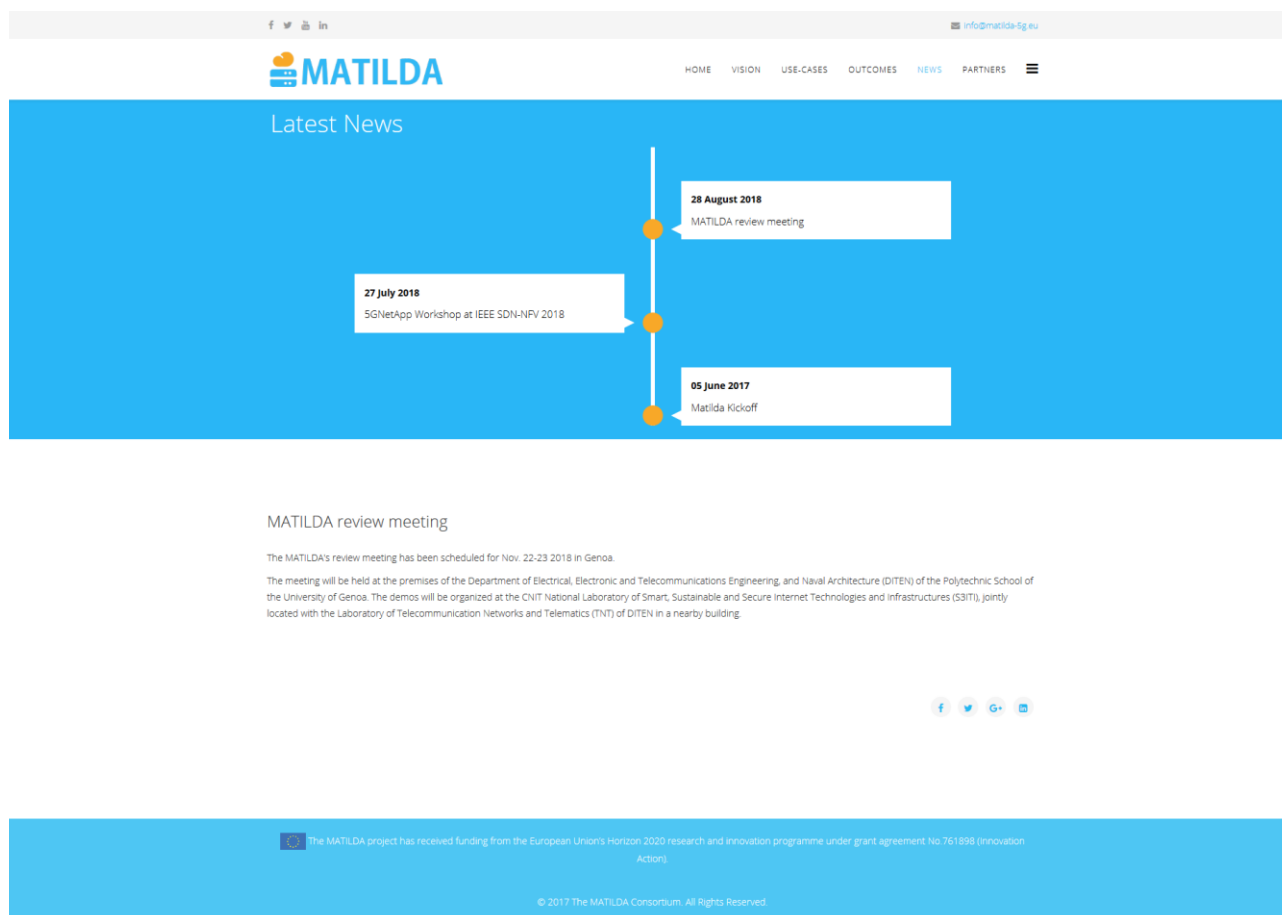 info@matilda-5g.eu
MATILDA
HOME VISION USE-CASES OUTCOMES NEWS PARTNERS
Latest News
28 August 2018
MATILDA review meeting
27 July 2018
5GNetApp Workshop at IEEE SDN-NFV 2018
05 June 2017
Matilda Kickoff
MATILDA review meeting
The MATILDA's review meeting has been scheduled for Nov. 22-23 2018 in Genoa.
The meeting will be held at the premises of the Department of Electrical, Electronic and Telecommunications Engineering, and Naval Architecture (DITEN) of the Polytechnic School of
the University of Genoa. The demos will be organized at the CNIT National Laboratory of Smart, Sustainable and Secure Internet Technologies and Infrastructures (S3ITI), jointly
located with the Laboratory of Telecommunication Networks and Telematics (TNT) of DITEN in a nearby building.
The MATILDA project has received funding from the European Union's Horizon 2020 research and innovation programme under grant agreement No 761898 (Innovation
Action).
© 2017 The MATILDA Consortium. All Rights Reserved.